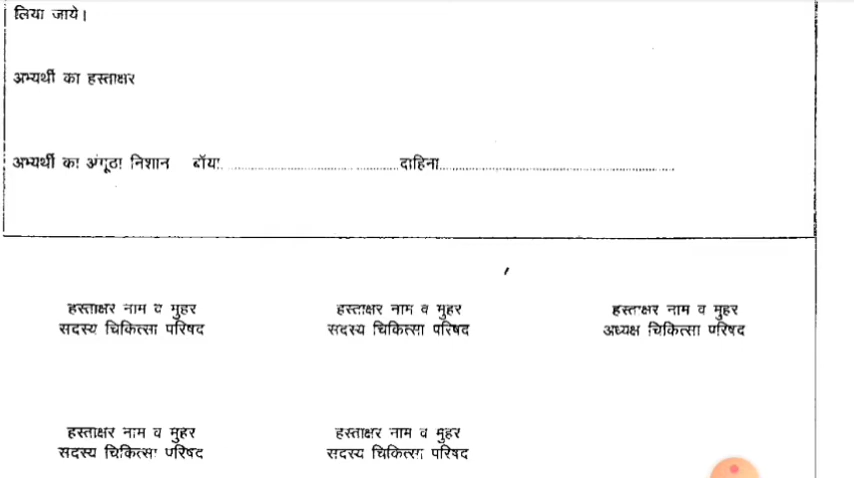 लिया जाये।
अभ्यर्थी का हस्ताक्षर
अभ्यर्थी का अंगूठा निशान बॉया..............................दाहिना..............................
हस्ताक्षर नाम व मुहर हस्ताक्षर नाम व मुहर हस्ताक्षर नाम व मुहर
सदस्य चिकित्सा परिषद सदस्य चिकित्सा परिषद अध्यक्ष चिकित्सा परिषद
हस्ताक्षर नाम व मुहर हस्ताक्षर नाम व मुहर
सदस्य चिकित्सा परिषद सदस्य चिकित्सा परिषद